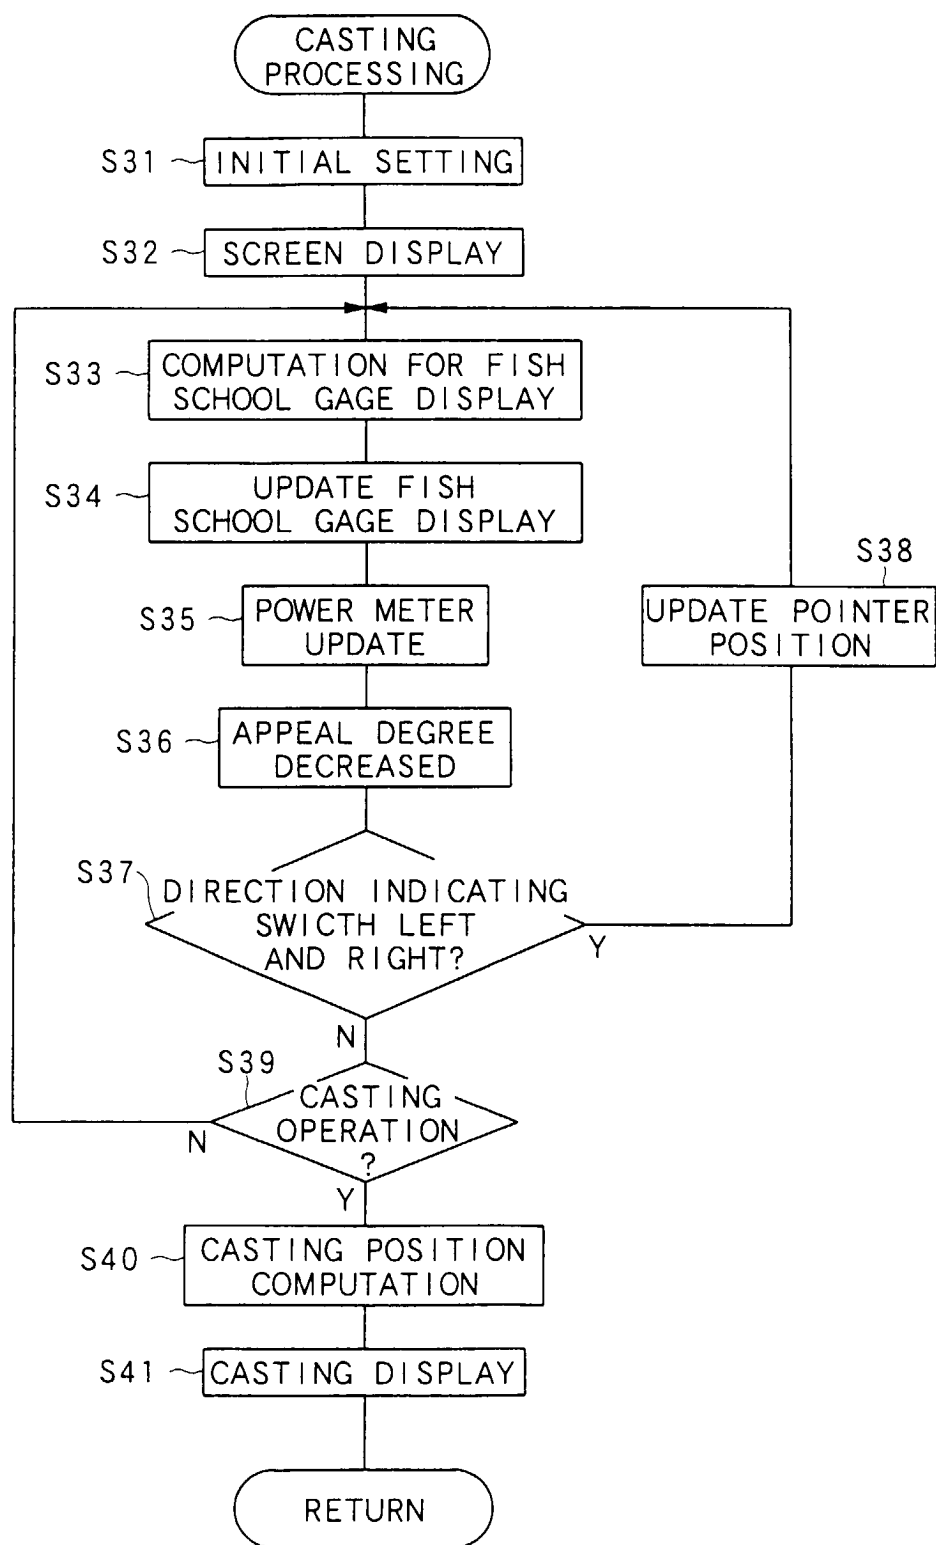 CASTING
PROCESSING
S31
INITIAL SETTING
S32
SCREEN DISPLAY
S33
COMPUTATION FOR FISH
SCHOOL GAGE DISPLAY
S34
UPDATE FISH
SCHOOL GAGE DISPLAY
S35
POWER METER
UPDATE
S38
UPDATE POINTER
POSITION
S36
APPEAL DEGREE
DECREASED
S37
DIRECTION INDICATING
SWICTH LEFT
AND RIGHT?
Y
N
S39
CASTING
OPERATION
?
N
Y
S40
CASTING POSITION
COMPUTATION
S41
CASTING DISPLAY
RETURN